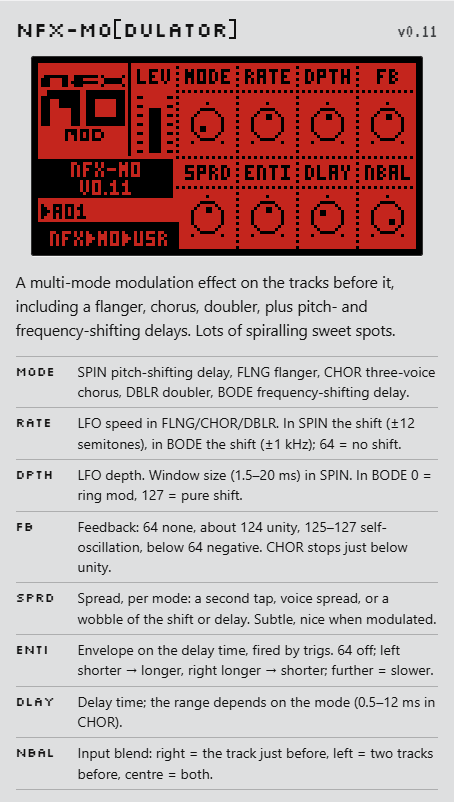 NFX-MO[DULATOR]
v0.11
NFX
MO
MOD
LEV
MODE RATE DPTH FB
NFX-MO
V0.11
SPRD ENTI DLAY NBAL
▶A01
NFX▶MO▶USR
A multi-mode modulation effect on the tracks before it,
including a flanger, chorus, doubler, plus pitch- and
frequency-shifting delays. Lots of spiralling sweet spots.
MODE
SPIN pitch-shifting delay, FLNG flanger, CHOR three-voice
chorus, DBLR doubler, BODE frequency-shifting delay.
RATE
LFO speed in FLNG/CHOR/DBLR. In SPIN the shift (±12
semitones), in BODE the shift (±1 kHz); 64 = no shift.
DPTH
LFO depth. Window size (1.5–20 ms) in SPIN. In BODE 0 =
ring mod, 127 = pure shift.
FB
Feedback: 64 none, about 124 unity, 125–127 self-
oscillation, below 64 negative. CHOR stops just below
unity.
SPRD
Spread, per mode: a second tap, voice spread, or a
wobble of the shift or delay. Subtle, nice when modulated.
ENTI
Envelope on the delay time, fired by trigs. 64 off; left
shorter → longer, right longer → shorter; further = slower.
DLAY
Delay time; the range depends on the mode (0.5–12 ms in
CHOR).
NBAL
Input blend: right = the track just before, left = two tracks
before, centre = both.